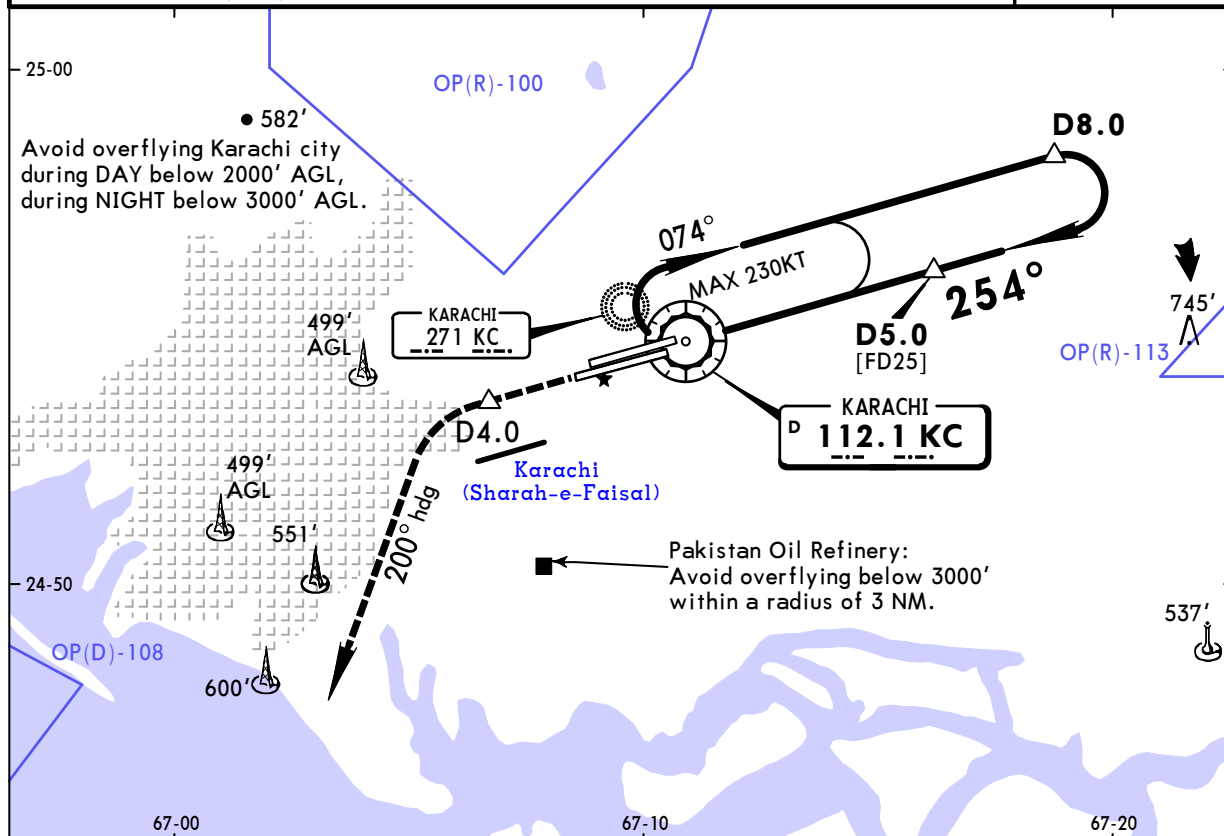 25-00
OP(R)-100
582'
Avoid overflying Karachi city
during DAY below 2000' AGL,
during NIGHT below 3000' AGL.
D8.0
074°
MAX 230KT
254°
745'
KARACHI
271 KC
499'
AGL
D5.0
[FD25]
OP(R)-113
KARACHI
D 112.1 KC
D4.0
Karachi
(Sharah-e-Faisal)
499'
AGL
551'
200° hdg
Pakistan Oil Refinery:
Avoid overflying below 3000'
within a radius of 3 NM.
24-50
537'
OP(D)-108
600'
67-00
67-10
67-20